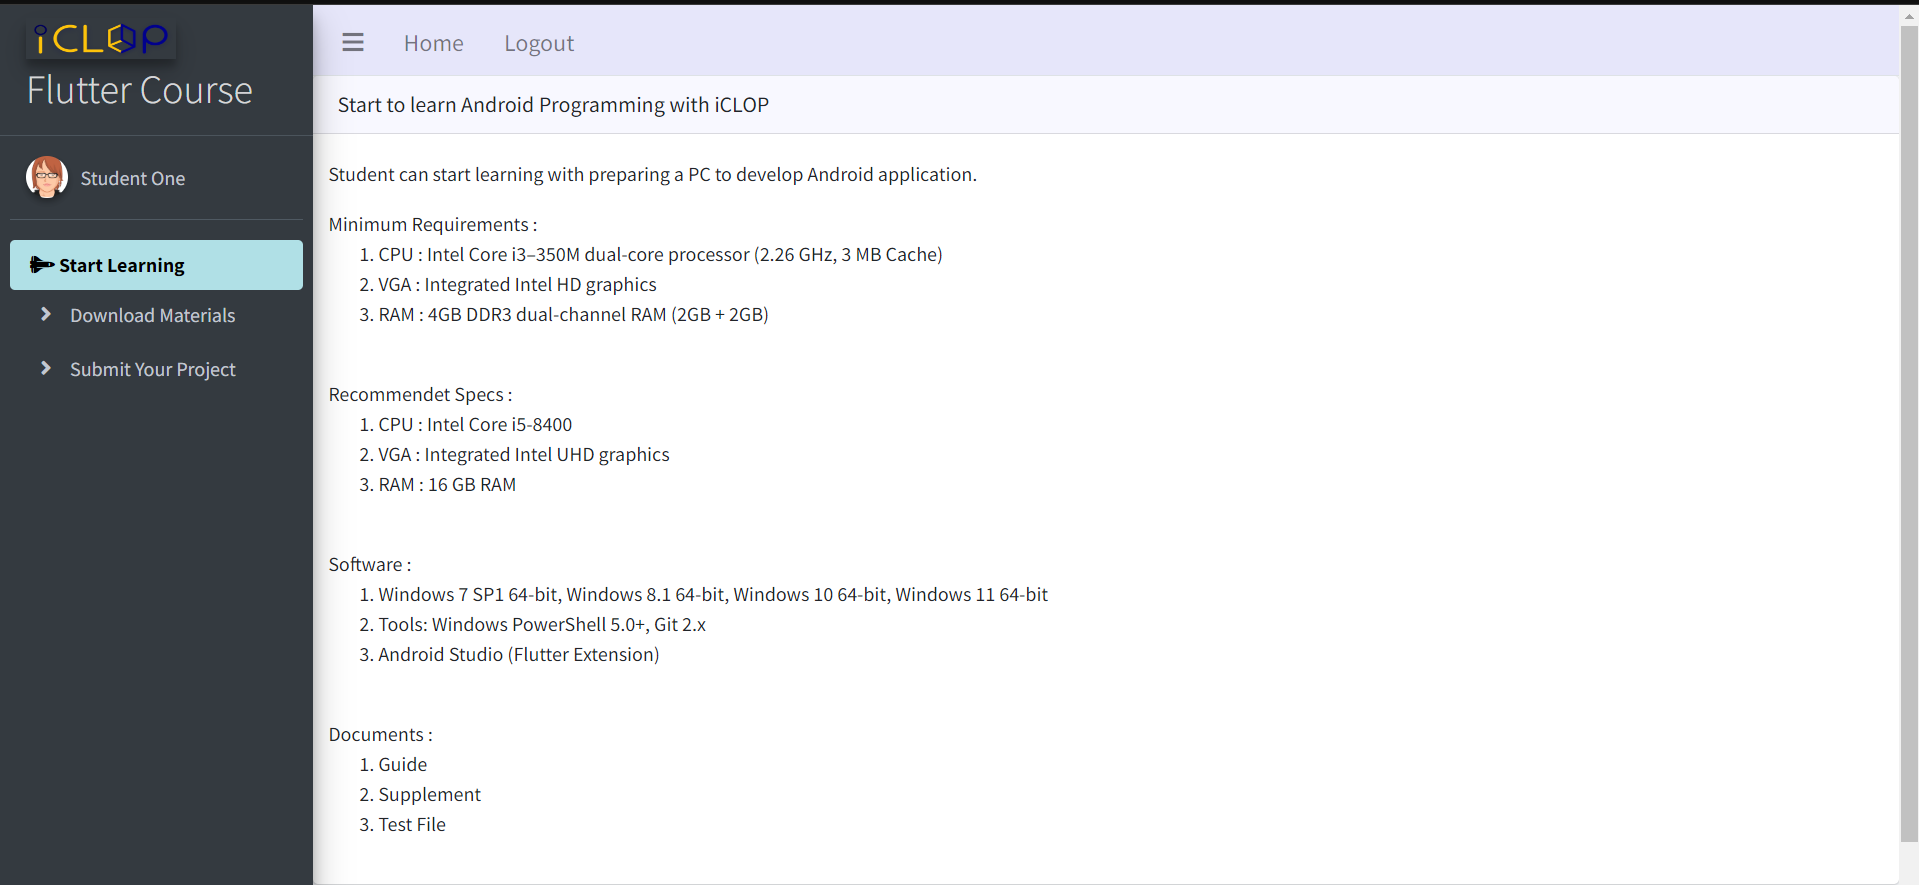 iCLOP
Flutter Course
Student One
Start Learning
Download Materials
Submit Your Project
Home
Logout
Start to learn Android Programming with iCLOP
Student can start learning with preparing a PC to develop Android application.
Minimum Requirements :
1. CPU : Intel Core i3–350M dual-core processor (2.26 GHz, 3 MB Cache)
2. VGA : Integrated Intel HD graphics
3. RAM : 4GB DDR3 dual-channel RAM (2GB + 2GB)
Recommendet Specs :
1. CPU : Intel Core i5-8400
2. VGA : Integrated Intel UHD graphics
3. RAM : 16 GB RAM
Software :
1. Windows 7 SP1 64-bit, Windows 8.1 64-bit, Windows 10 64-bit, Windows 11 64-bit
2. Tools: Windows PowerShell 5.0+, Git 2.x
3. Android Studio (Flutter Extension)
Documents :
1. Guide
2. Supplement
3. Test File